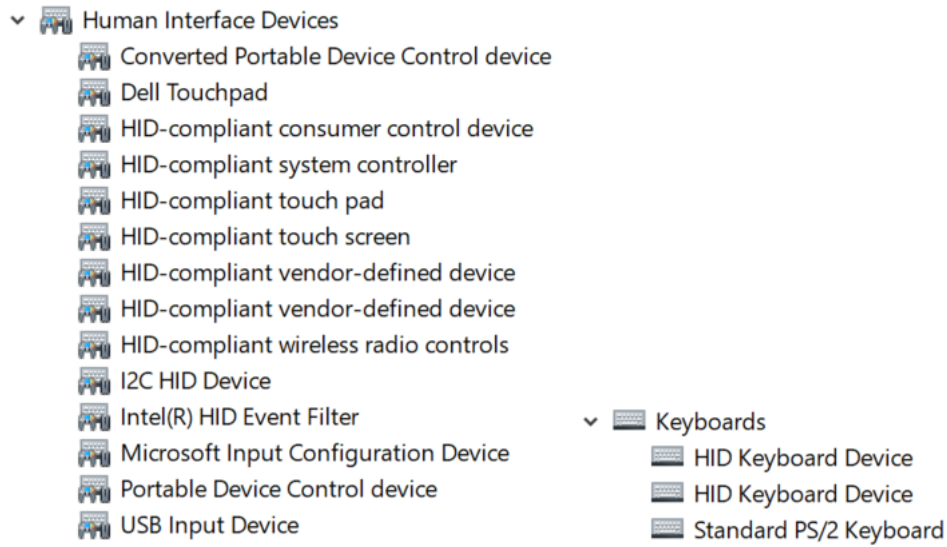 Human Interface Devices
Converted Portable Device Control device
Dell Touchpad
HID-compliant consumer control device
HID-compliant system controller
HID-compliant touch pad
HID-compliant touch screen
HID-compliant vendor-defined device
HID-compliant vendor-defined device
HID-compliant wireless radio controls
I2C HID Device
Intel(R) HID Event Filter
Microsoft Input Configuration Device
Portable Device Control device
USB Input Device
Keyboards
HID Keyboard Device
HID Keyboard Device
Standard PS/2 Keyboard